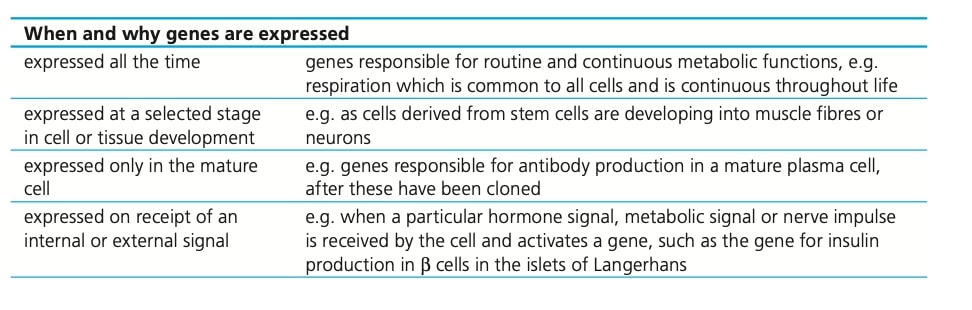 When and why genes are expressed
expressed all the time
genes responsible for routine and continuous metabolic functions, e.g.
respiration which is common to all cells and is continuous throughout life
expressed at a selected stage
in cell or tissue development
e.g. as cells derived from stem cells are developing into muscle fibres or
neurons
expressed only in the mature
cell
e.g. genes responsible for antibody production in a mature plasma cell,
after these have been cloned
expressed on receipt of an
internal or external signal
e.g. when a particular hormone signal, metabolic signal or nerve impulse
is received by the cell and activates a gene, such as the gene for insulin
production in β cells in the islets of Langerhans